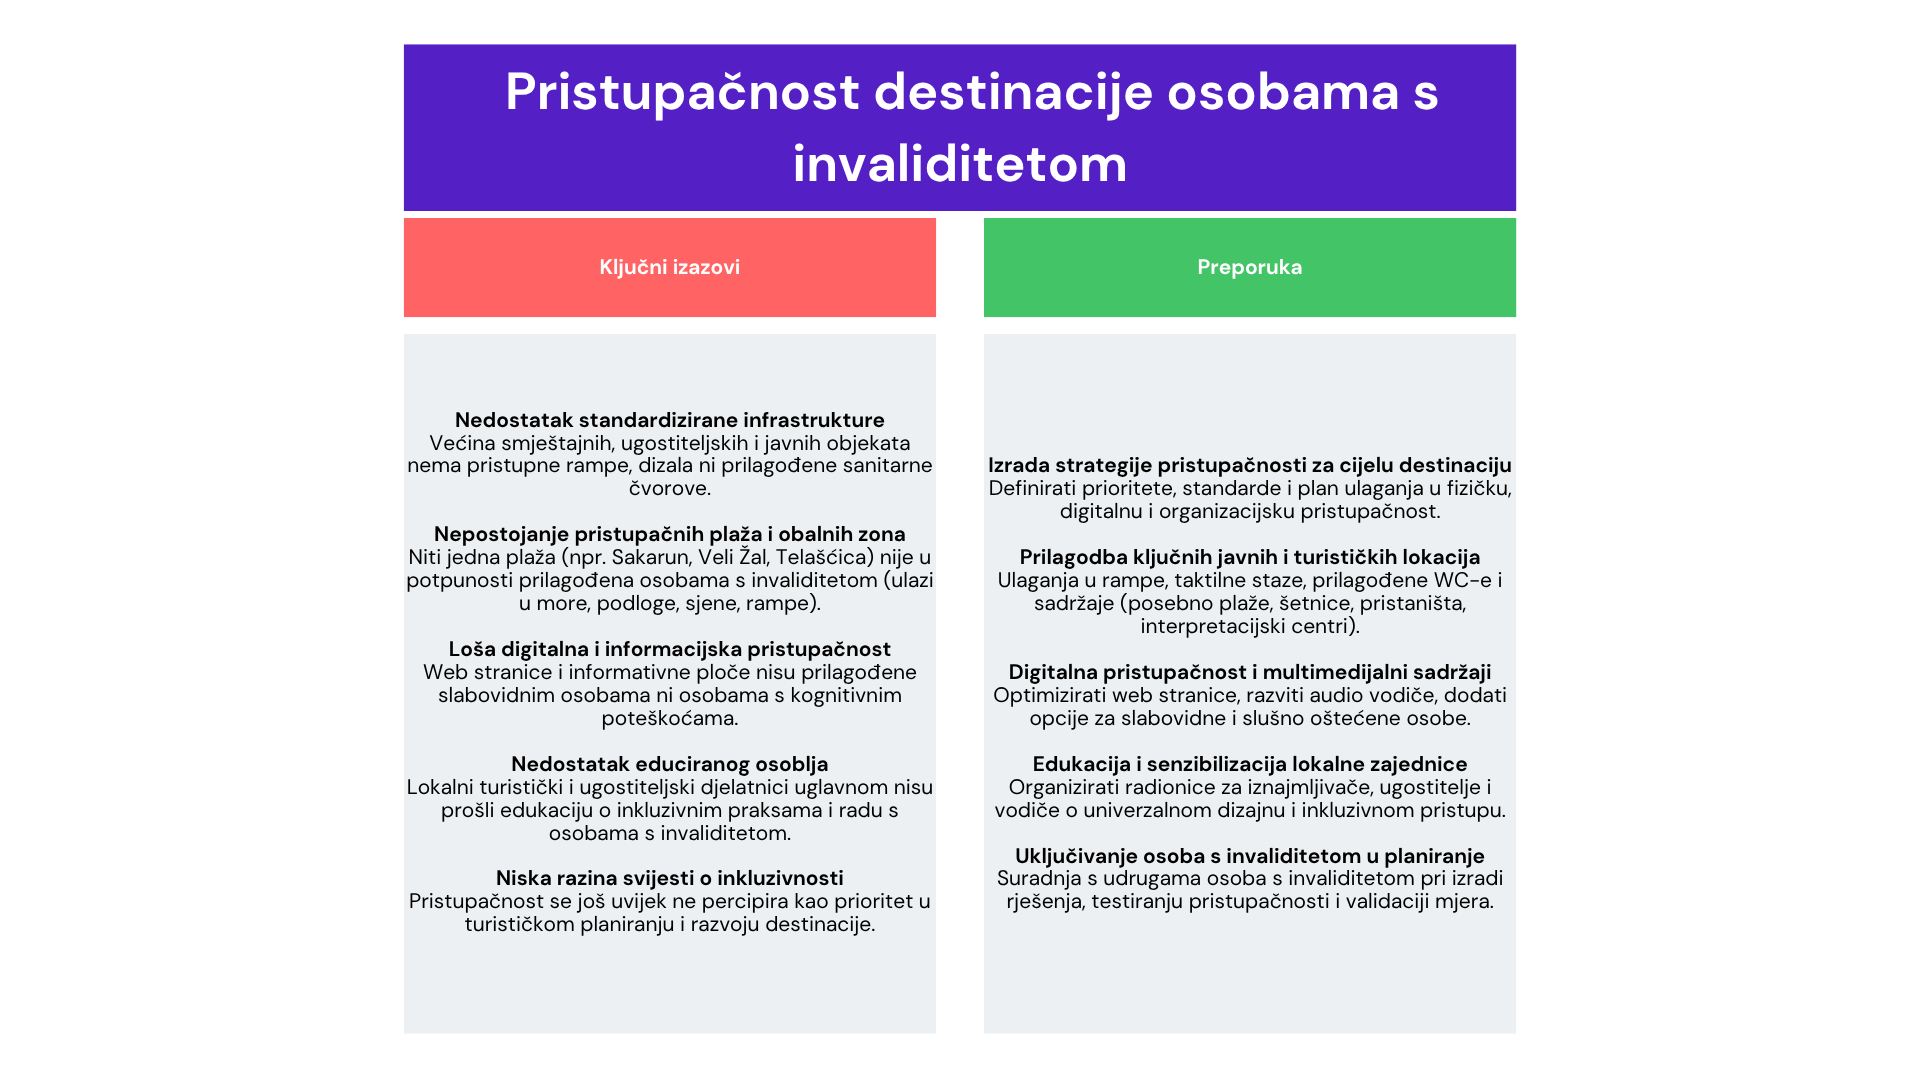 Pristupačnost destinacije osobama s
invaliditetom
Ključni izazovi
Nedostatak standardizirane infrastrukture
Većina smještajnih, ugostiteljskih i javnih objekata
nema pristupne rampe, dizala ni prilagođene sanitarne
čvorove.
Nepostojanje pristupačnih plaža i obalnih zona
Niti jedna plaža (npr. Sakarun, Veli Žal, Telašćica) nije u
potpunosti prilagođena osobama s invaliditetom (ulazi
u more, podloge, sjene, rampe).
Loša digitalna i informacijska pristupačnost
Web stranice i informativne ploče nisu prilagođene
slabovidnim osobama ni osobama s kognitivnim
poteškoćama.
Nedostatak educiranog osoblja
Lokalni turistički i ugostiteljski djelatnici uglavnom nisu
prošli edukaciju o inkluzivnim praksama i radu s
osobama s invaliditetom.
Niska razina svijesti o inkluzivnosti
Pristupačnost se još uvijek ne percipira kao prioritet u
turističkom planiranju i razvoju destinacije.
Preporuka
Izrada strategije pristupačnosti za cijelu destinaciju
Definirati prioritete, standarde i plan ulaganja u fizičku,
digitalnu i organizacijsku pristupačnost.
Prilagodba ključnih javnih i turističkih lokacija
Ulaganja u rampe, taktilne staze, prilagođene WC-e i
sadržaje (posebno plaže, šetnice, pristaništa,
interpretacijski centri).
Digitalna pristupačnost i multimedijalni sadržaji
Optimizirati web stranice, razviti audio vodiče, dodati
opcije za slabovidne i slušno oštećene osobe.
Edukacija i senzibilizacija lokalne zajednice
Organizirati radionice za iznajmljivače, ugostitelje i
vodiče o univerzalnom dizajnu i inkluzivnom pristupu.
Uključivanje osoba s invaliditetom u planiranje
Suradnja s udrugama osoba s invaliditetom pri izradi
rješenja, testiranju pristupačnosti i validaciji mjera.